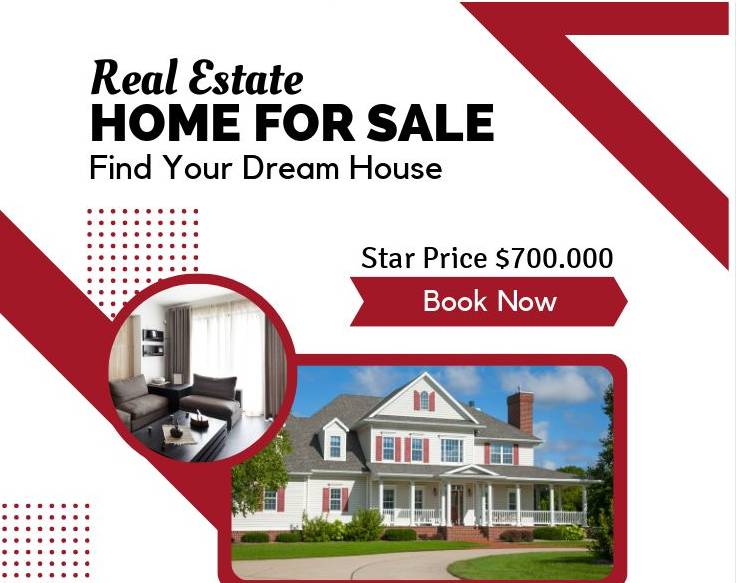 Real Estate
HOME FOR SALE
Find Your Dream House
Star Price $700.000
Book Now